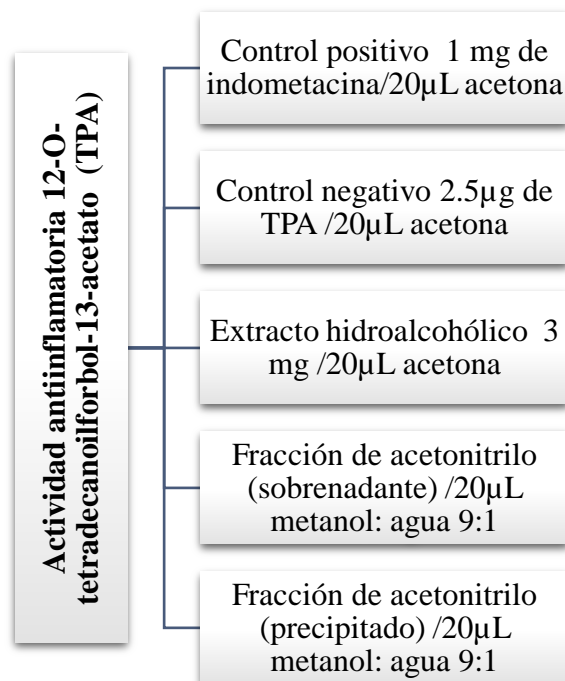 Actividad antiinflamatoria 12-O-
tetradecanoilforbol-13-acetato (TPA)
Control positivo 1 mg de
indometacina/20µL acetona
Control negativo 2.5µg de
TPA /20µL acetona
Extracto hidroalcohólico 3
mg /20µL acetona
Fracción de acetonitrilo
(sobrenadante) /20µL
metanol: agua 9:1
Fracción de acetonitrilo
(precipitado) /20µL
metanol: agua 9:1